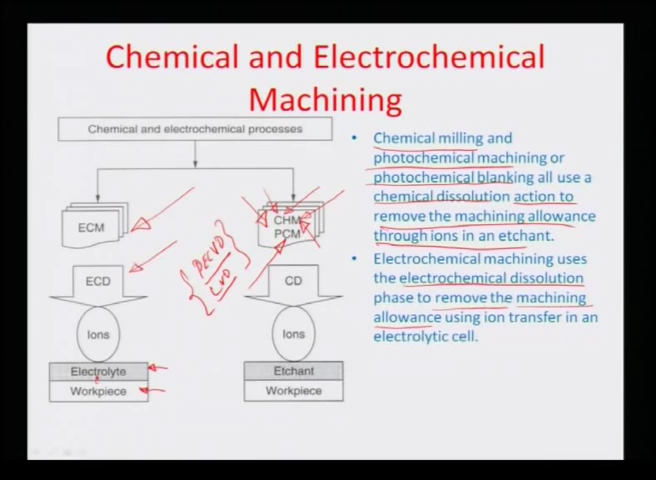 Chemical and Electrochemical
Machining
Chemical and electrochemical processes
ECM
CHM
PCM
ECD
CD
Ions
Ions
Electrolyte
Workpiece
Etchant
Workpiece
PECVD
CVD
• Chemical milling and
photochemical machining or
photochemical blanking all use a
chemical dissolution action to
remove the machining allowance
through ions in an etchant.
• Electrochemical machining uses
the electrochemical dissolution
phase to remove the machining
allowance using ion transfer in an
electrolytic cell.